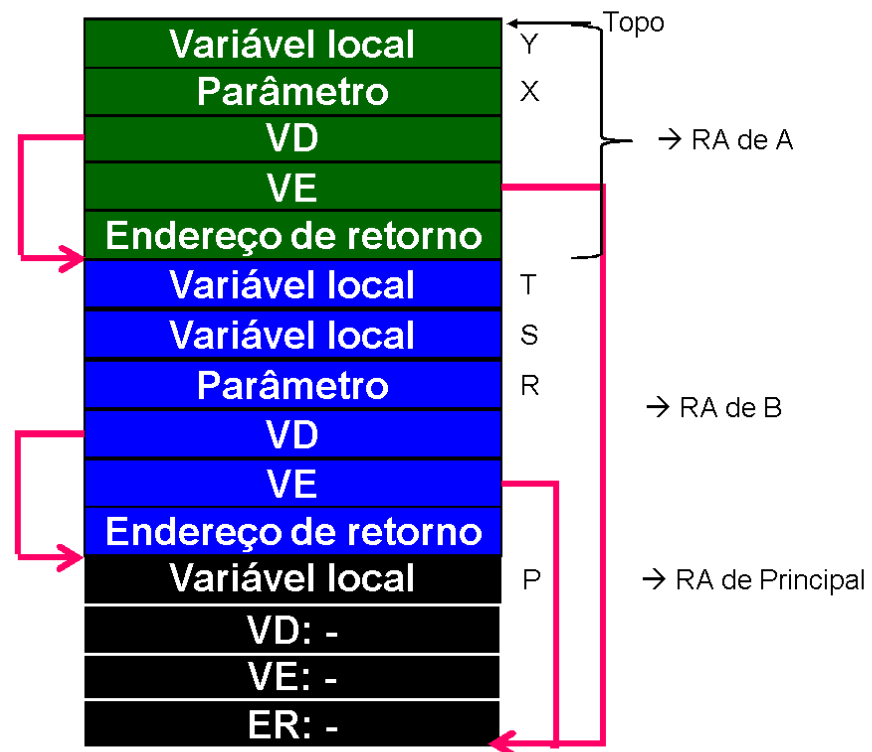 Topo
Variável local Y
Parâmetro X
VD
→ RA de A
VE
Endereço de retorno
Variável local T
Variável local S
Parâmetro R
→ RA de B
VD
VE
Endereço de retorno
Variável local P
→ RA de Principal
VD: -
VE: -
ER: -